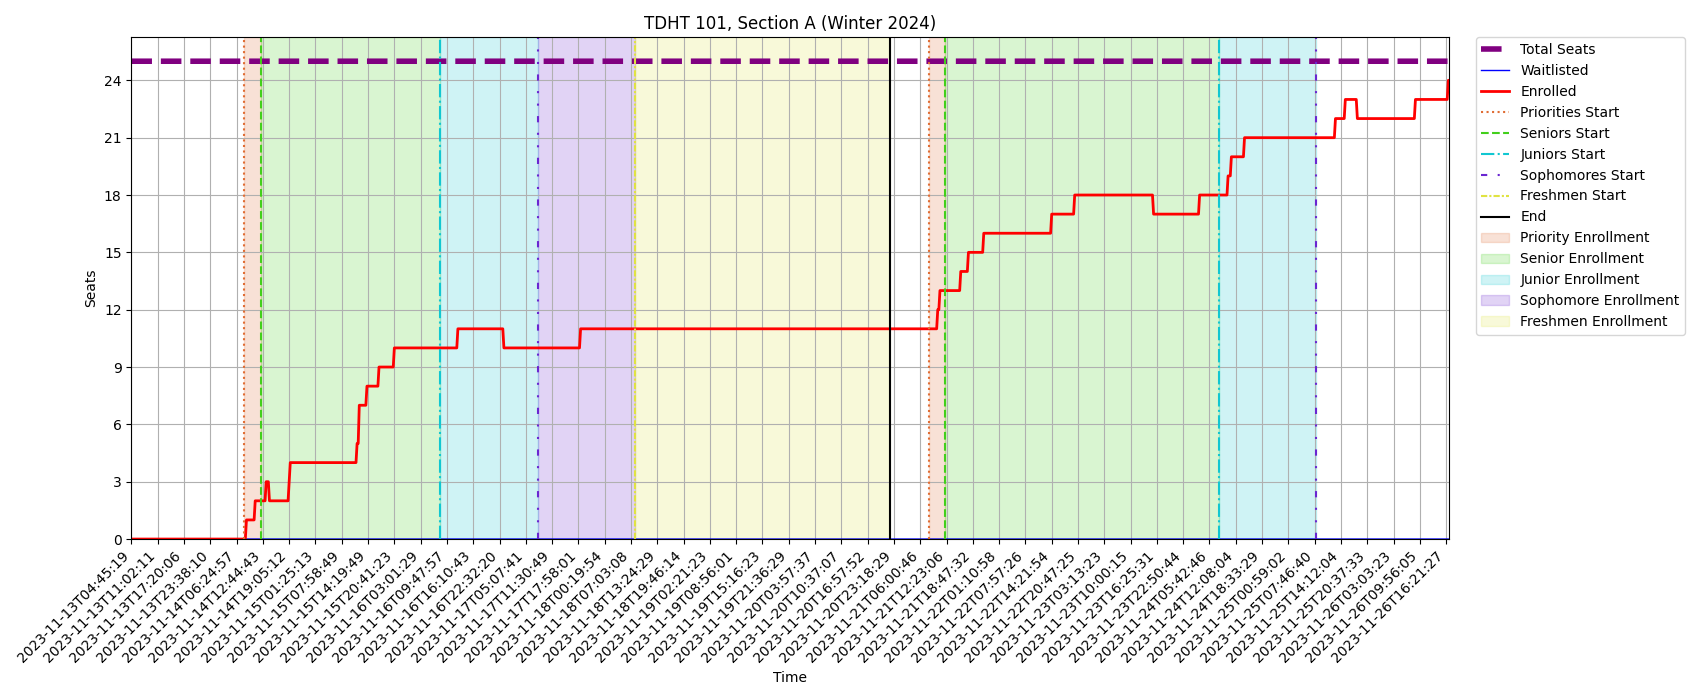 TDHT 101, Section A (Winter 2024)
Total Seats
Waitlisted
Enrolled
Priorities Start
Seniors Start
Juniors Start
Sophomores Start
Freshmen Start
End
Priority Enrollment
Senior Enrollment
Junior Enrollment
Sophomore Enrollment
Freshmen Enrollment
Seats
24
21
18
15
12
9
6
3
0
2023-11-13T04:45:19
2023-11-13T11:02:11
2023-11-13T17:20:06
2023-11-13T23:38:10
2023-11-14T06:24:57
2023-11-14T12:44:43
2023-11-14T19:05:12
2023-11-15T01:25:13
2023-11-15T07:58:49
2023-11-15T14:19:49
2023-11-15T20:41:23
2023-11-16T03:01:29
2023-11-16T09:47:57
2023-11-16T16:10:43
2023-11-16T22:32:20
2023-11-17T05:07:41
2023-11-17T11:30:49
2023-11-17T17:58:01
2023-11-18T00:19:54
2023-11-18T07:03:08
2023-11-18T13:24:29
2023-11-18T19:46:14
2023-11-19T02:21:23
2023-11-19T08:56:01
2023-11-19T15:16:23
2023-11-19T21:36:29
2023-11-20T03:57:37
2023-11-20T10:37:07
2023-11-20T16:57:52
2023-11-20T23:18:29
2023-11-21T06:00:46
2023-11-21T12:23:06
2023-11-21T18:47:32
2023-11-22T01:10:58
2023-11-22T07:57:26
2023-11-22T14:21:54
2023-11-22T20:47:25
2023-11-23T03:13:23
2023-11-23T10:00:15
2023-11-23T16:25:31
2023-11-23T22:50:44
2023-11-24T05:42:46
2023-11-24T12:08:04
2023-11-24T18:33:29
2023-11-25T00:59:02
2023-11-25T07:46:40
2023-11-25T14:12:04
2023-11-25T20:37:33
2023-11-26T03:03:23
2023-11-26T09:56:05
2023-11-26T16:21:27
Time